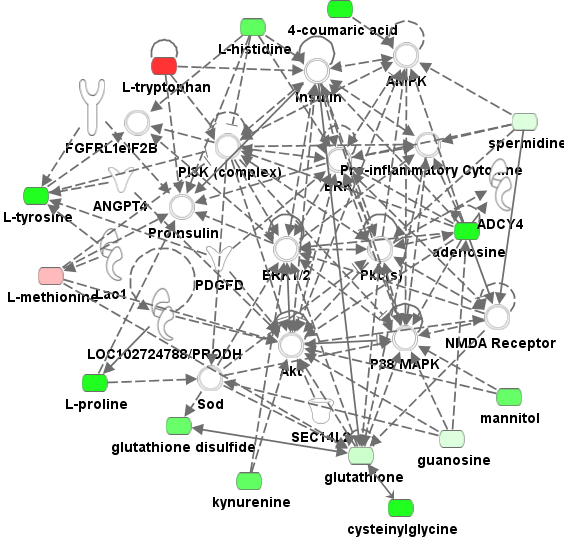 4-coumaric acid
L-histidine
Insulin
AMPK
L-tryptophan
FGFRL1
eIF2B
PI3K (complex)
Pro-inflammatory Cyto...ne
spermidine
ERK
ANGPT4
L-tyrosine
Proinsulin
ADCY4
adenosine
L-methionine
Lao1
PDGFD
ERK1/2
Pkc(s)
LOC102724788/PRODH
Akt
P38 MAPK
NMDA Receptor
L-proline
Sod
mannitol
SEC14L2
glutathione disulfide
guanosine
glutathione
kynurenine
cysteinylglycine